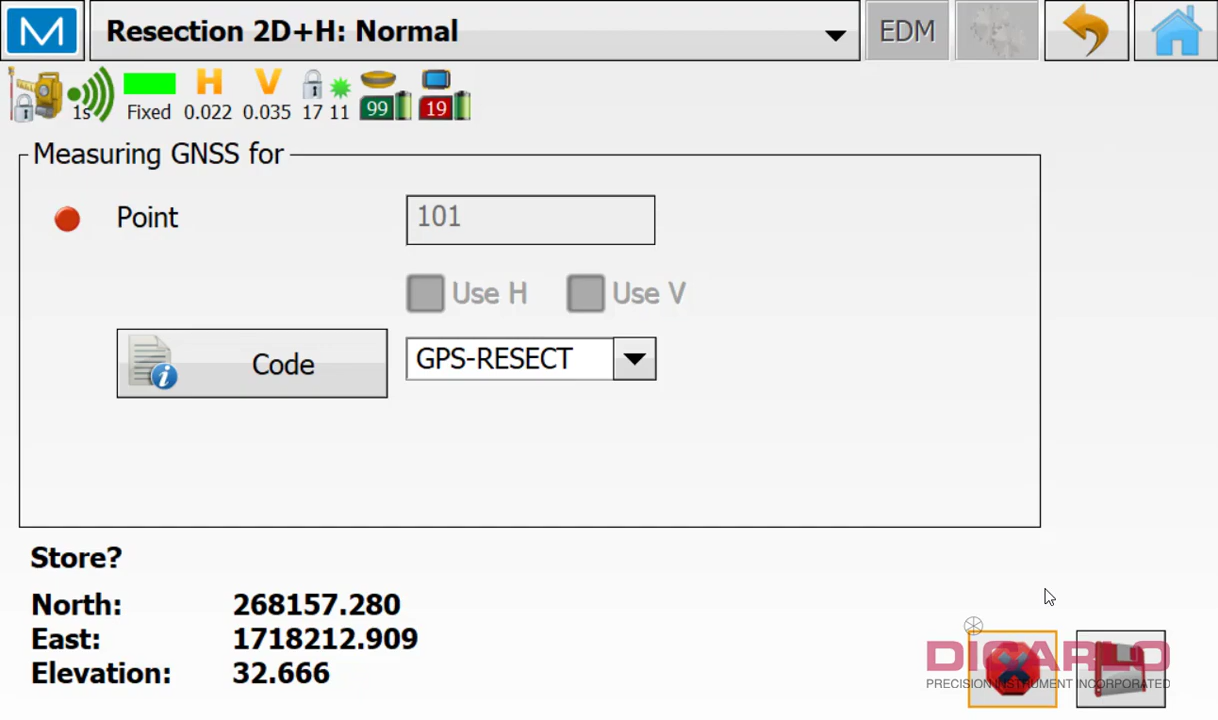 Resection 2D+H: Normal
EDM
H V
1s Fixed 0.022 0.035 17 11 99 19
Measuring GNSS for
Point 101
Use H Use V
Code GPS-RESECT
Store?
North: 268157.280
East: 1718212.909
Elevation: 32.666
DICARLO
PRECISION INSTRUMENT INCORPORATED